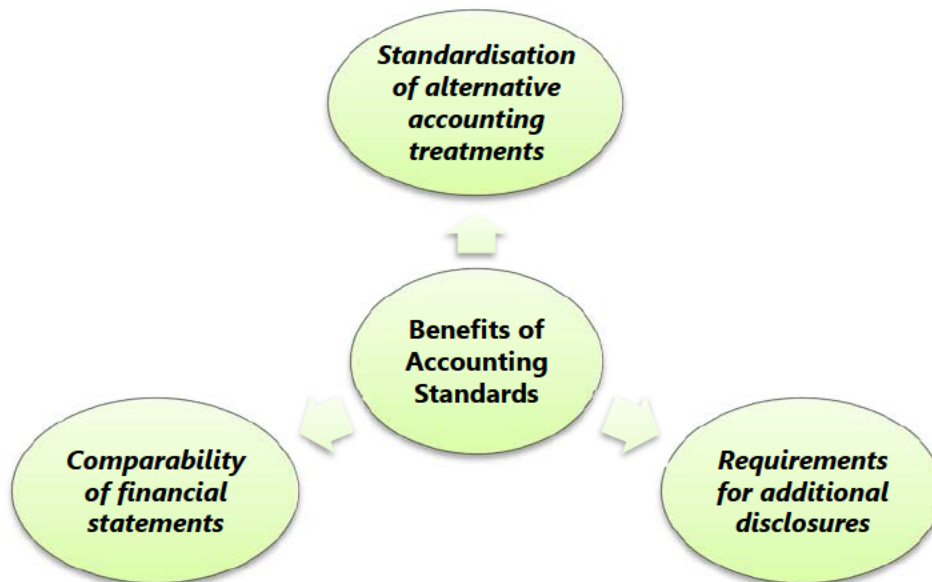 Standardisation
of alternative
accounting
treatments
Benefits of
Accounting
Standards
Comparability
of financial
statements
Requirements
for additional
disclosures